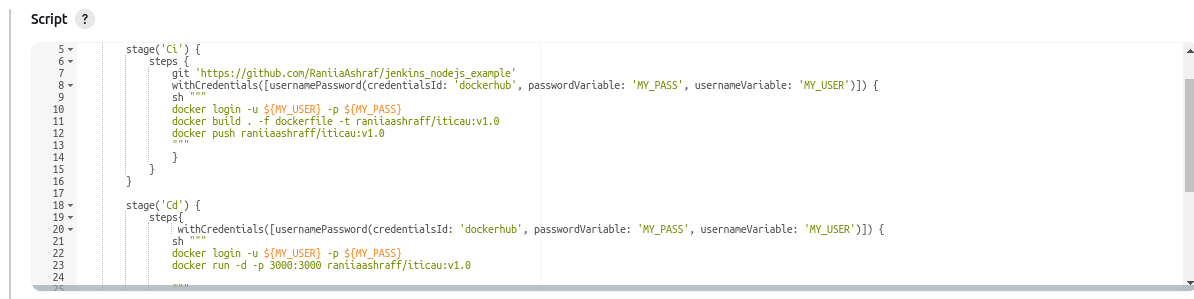 Script ?
5 stage('Ci') {
6 steps {
7 git 'https://github.com/RaniiaAshraf/jenkins_nodejs_example'
8 withCredentials([usernamePassword(credentialsId: 'dockerhub', passwordVariable: 'MY_PASS', usernameVariable: 'MY_USER')]) {
9 sh """
10 docker login -u ${MY_USER} -p ${MY_PASS}
11 docker build . -f dockerfile -t raniiaashraff/iticau:v1.0
12 docker push raniiaashraff/iticau:v1.0
13 """
14 }
15 }
16 }
17
18 stage('Cd') {
19 steps{
20 withCredentials([usernamePassword(credentialsId: 'dockerhub', passwordVariable: 'MY_PASS', usernameVariable: 'MY_USER')]) {
21 sh """
22 docker login -u ${MY_USER} -p ${MY_PASS}
23 docker run -d -p 3000:3000 raniiaashraff/iticau:v1.0
24
25 """